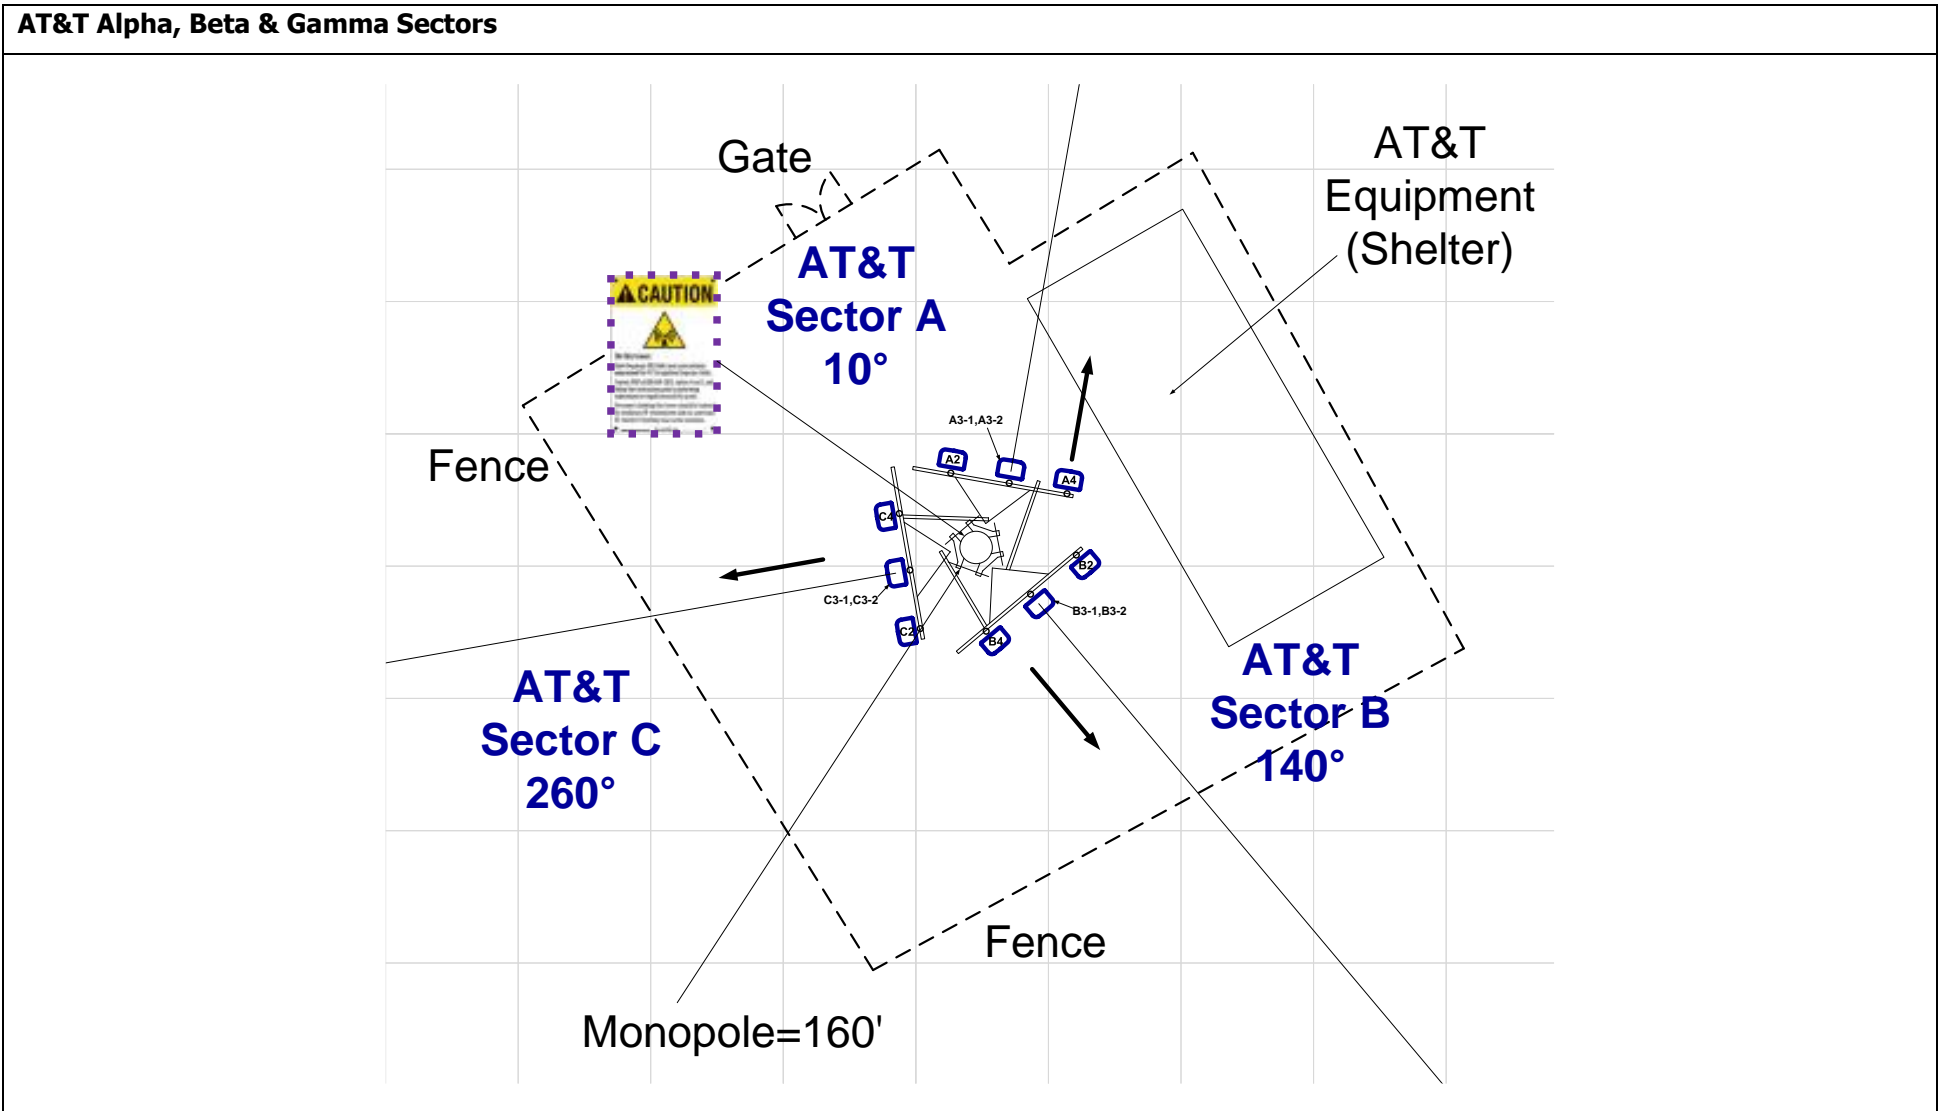 AT&T Alpha, Beta & Gamma Sectors
Gate
AT&T
Equipment
(Shelter)
AT&T
Sector A
10°
CAUTION
Fence
A3-1,A3-2
A2
A4
C4
B2
C3-1,C3-2
B3-1,B3-2
C2
B4
AT&T
Sector C
260°
AT&T
Sector B
140°
Fence
Monopole=160'